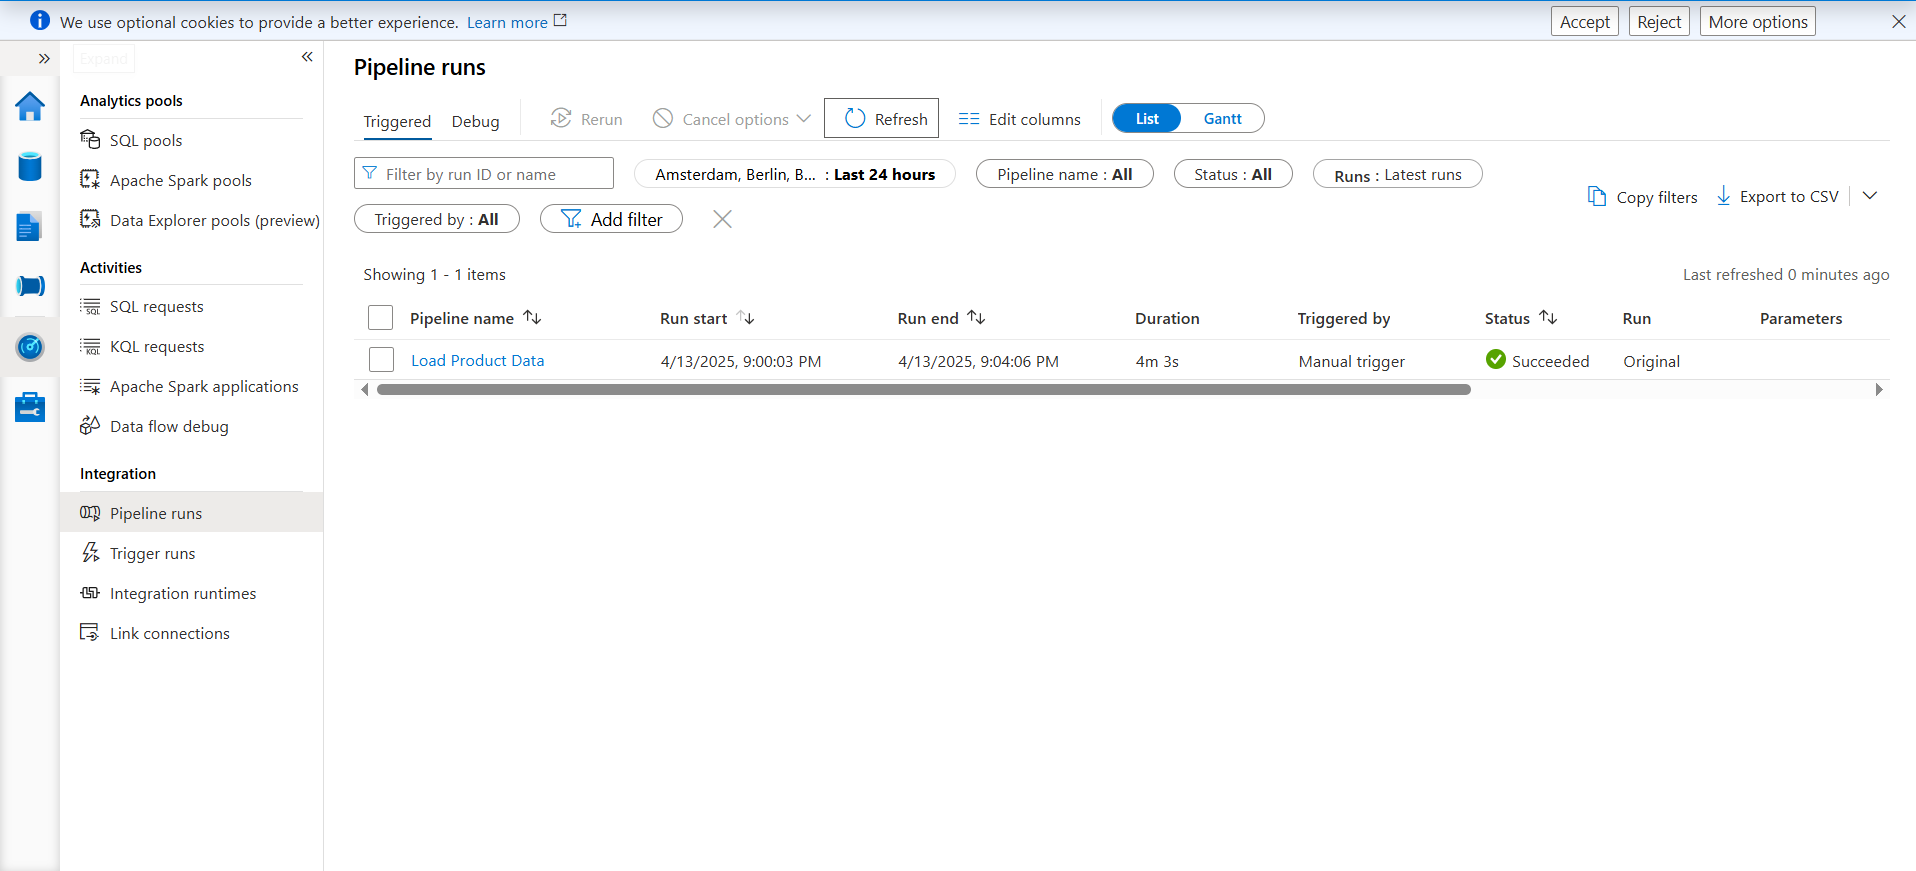 We use optional cookies to provide a better experience. Learn more
Accept
Reject
More options
Expand
Analytics pools
SQL pools
Apache Spark pools
Data Explorer pools (preview)
Activities
SQL requests
KQL requests
Apache Spark applications
Data flow debug
Integration
Pipeline runs
Trigger runs
Integration runtimes
Link connections
Pipeline runs
Triggered
Debug
Rerun
Cancel options
Refresh
Edit columns
List
Gantt
Filter by run ID or name
Amsterdam, Berlin, B... : Last 24 hours
Pipeline name : All
Status : All
Runs : Latest runs
Triggered by : All
Add filter
Copy filters
Export to CSV
Showing 1 - 1 items
Last refreshed 0 minutes ago
Pipeline name Run start Run end Duration Triggered by Status Run Parameters
Load Product Data 4/13/2025, 9:00:03 PM 4/13/2025, 9:04:06 PM 4m 3s Manual trigger Succeeded Original